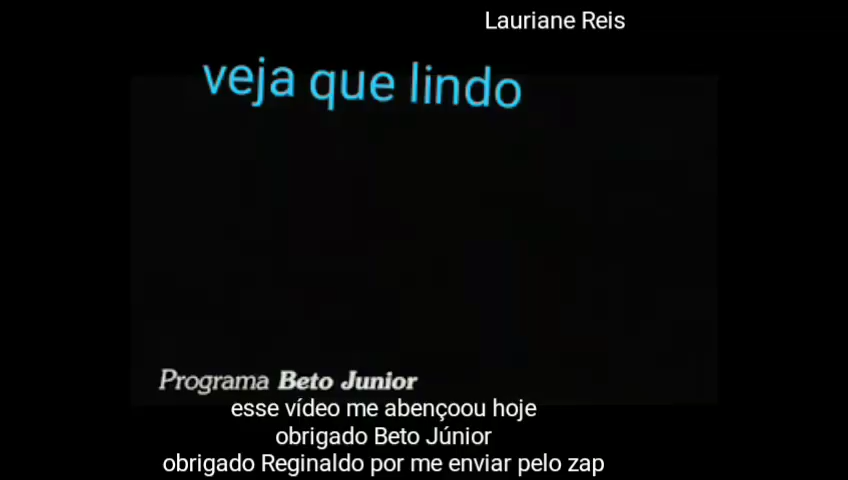 Lauriane Reis
veja que lindo
Programa Beto Junior
esse vídeo me abençoou hoje
obrigado Beto Júnior
obrigado Reginaldo por me enviar pelo zap